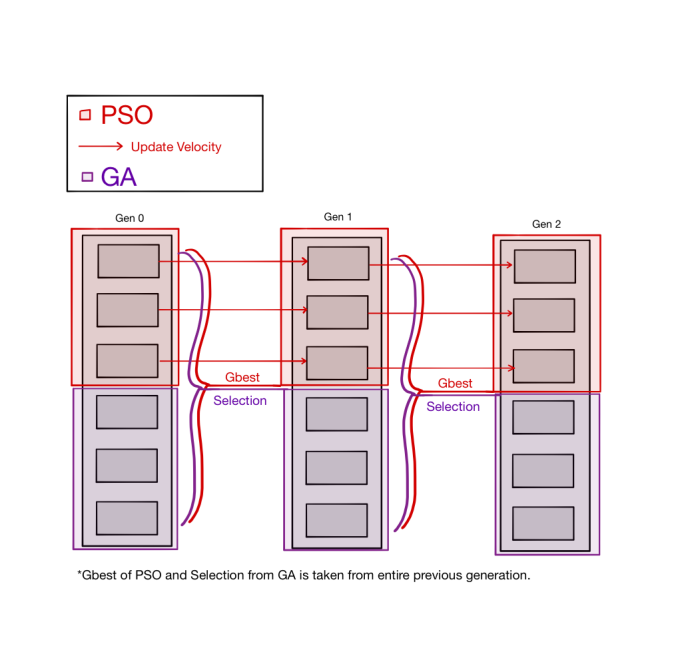 PSO
Update Velocity
GA
Gen 0
Gen 1
Gen 2
Gbest
Selection
Gbest
Selection
*Gbest of PSO and Selection from GA is taken from entire previous generation.